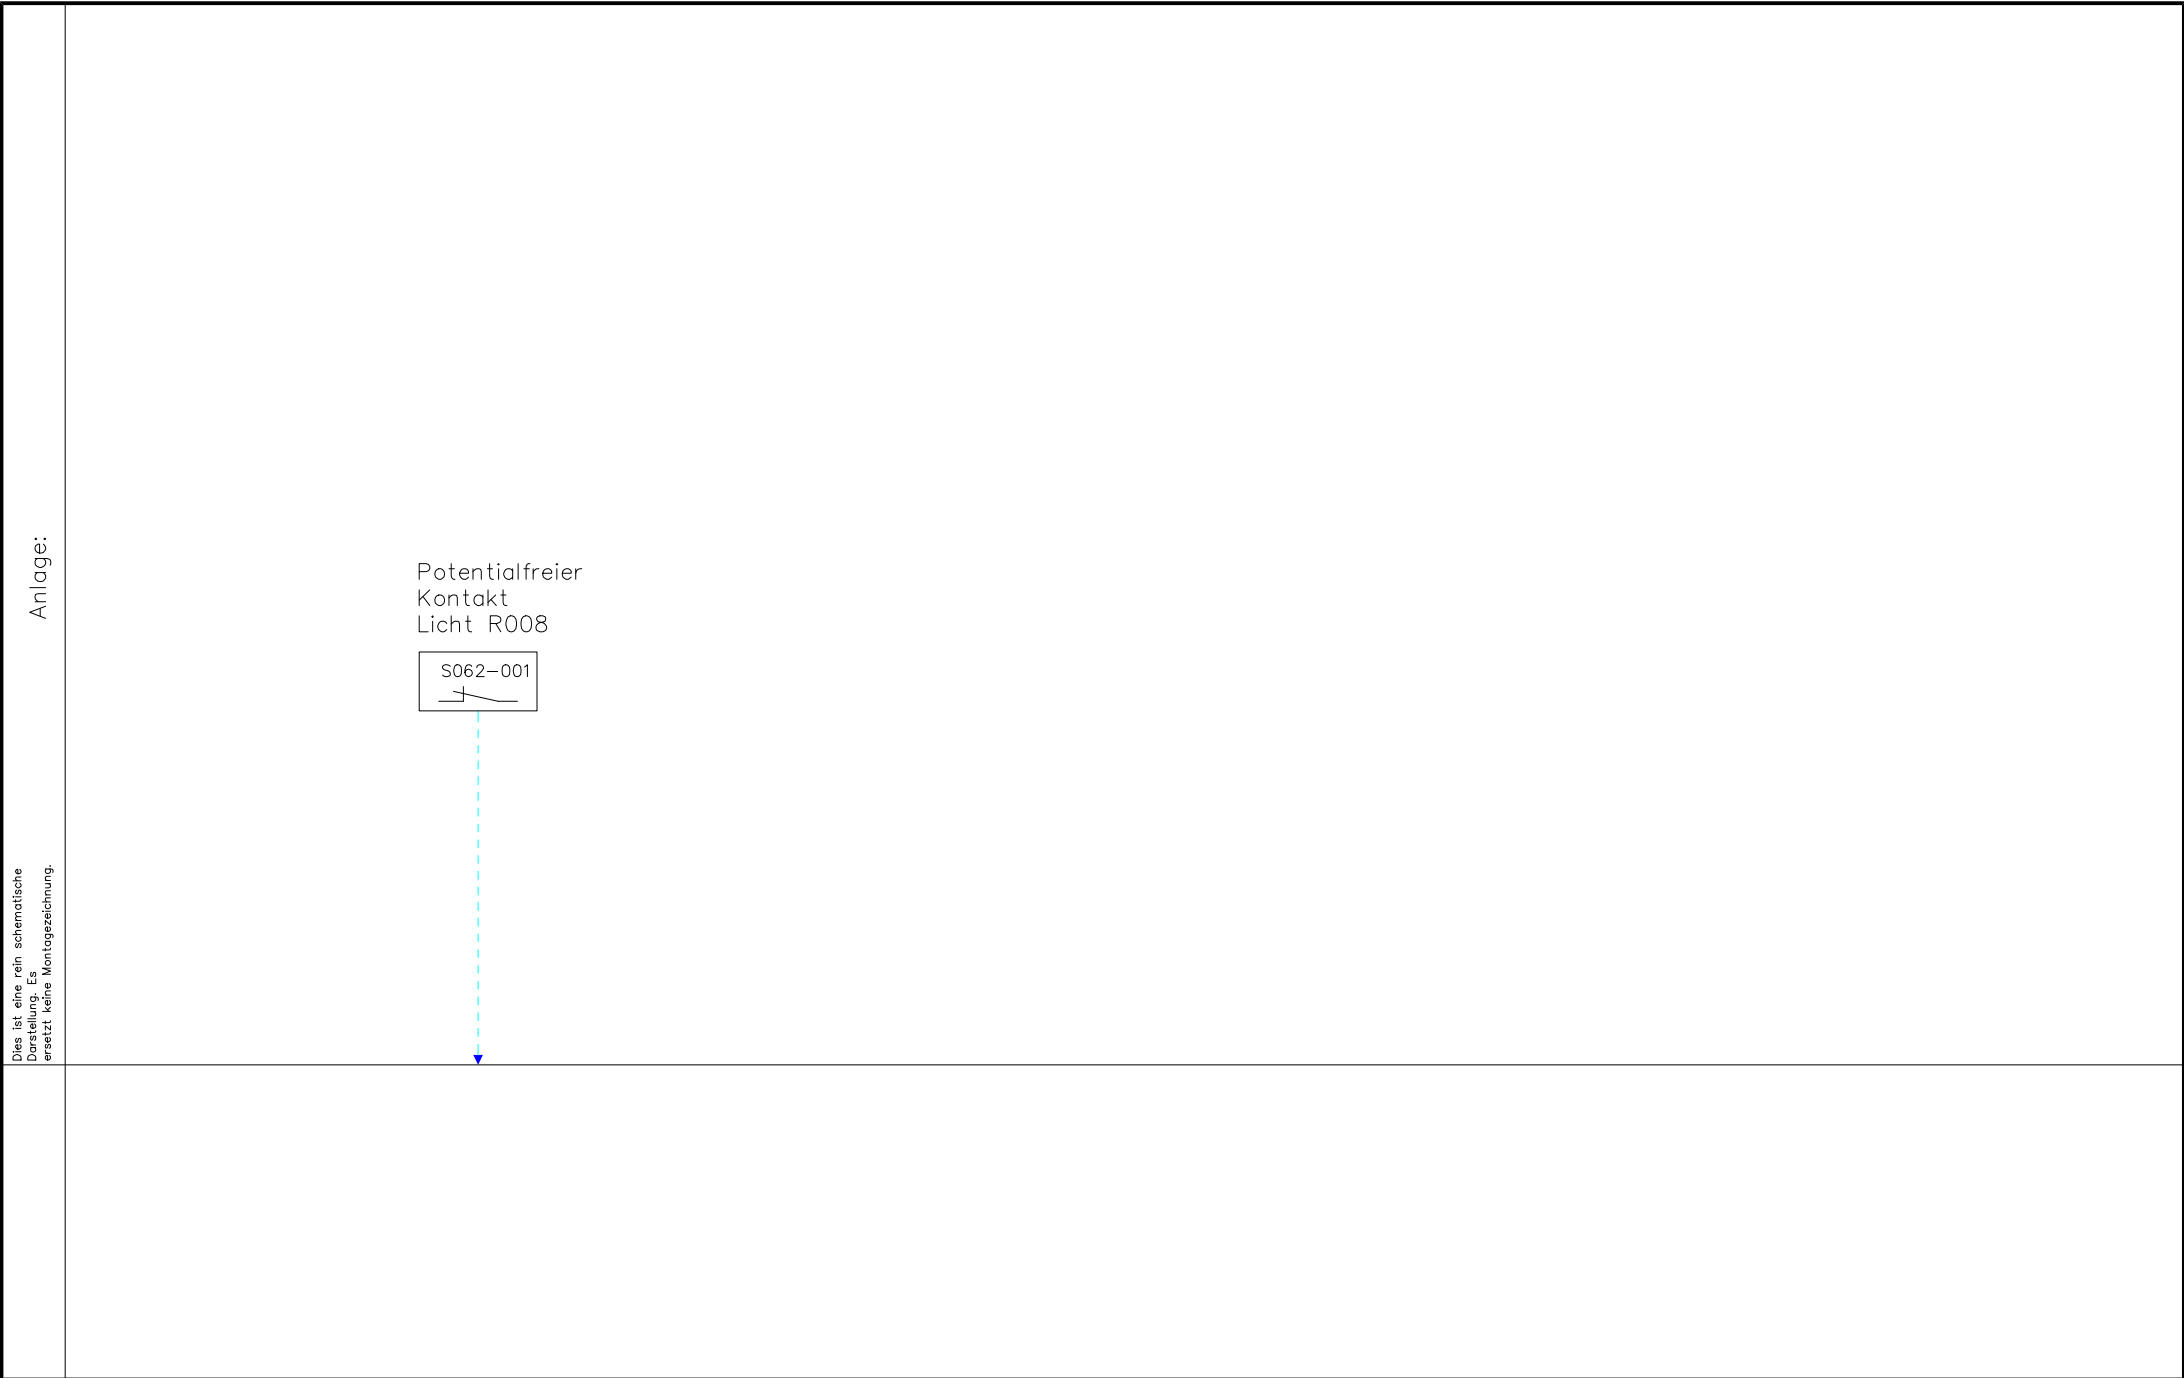 Anlage:
Potentialfreier
Kontakt
Licht R008
S062-001
Dies ist eine rein schematische
Darstellung. Es
ersetzt keine Montagezeichnung.